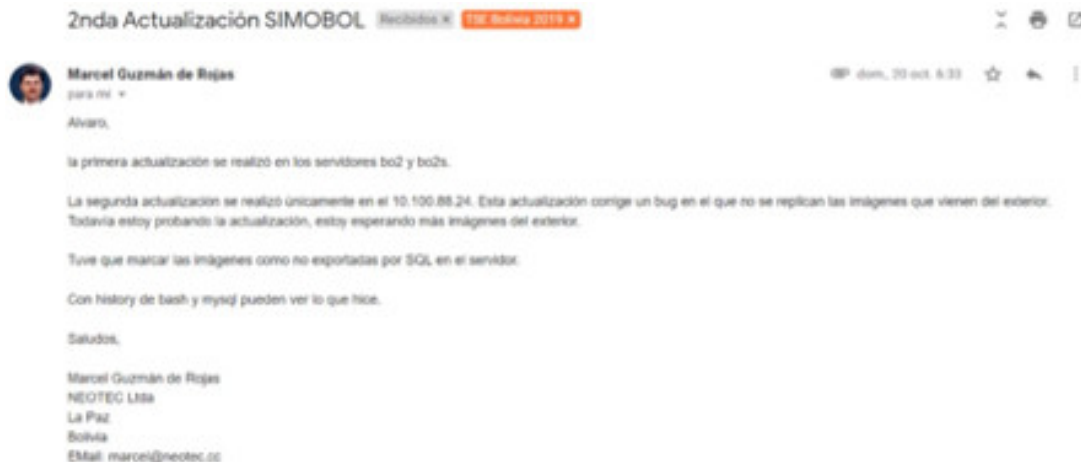 2nda Actualización SIMOBOL Recibidos x TSE Bolivia 2019 x
Marcel Guzmán de Rojas dom, 20 oct. 6:33
para mí
Alvaro,
la primera actualización se realizó en los servidores bo2 y bo2s.
La segunda actualización se realizó únicamente en el 10.100.88.24. Esta actualización corrige un bug en el que no se replican las imágenes que vienen del exterior.
Todavía estoy probando la actualización, estoy esperando más imágenes del exterior.
Tuve que marcar las imágenes como no exportadas por SQL en el servidor.
Con history de bash y mysql pueden ver lo que hice.
Saludos,
Marcel Guzmán de Rojas
NEOTEC Ltda
La Paz
Bolivia
EMail: marcel@neotec.cc